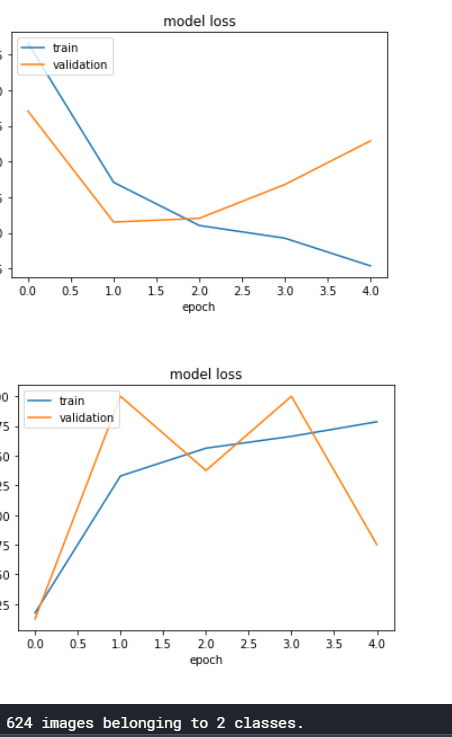 model loss
train
validation
0.0 0.5 1.0 1.5 2.0 2.5 3.0 3.5 4.0
epoch
model loss
train
validation
0.0 0.5 1.0 1.5 2.0 2.5 3.0 3.5 4.0
epoch
624 images belonging to 2 classes.